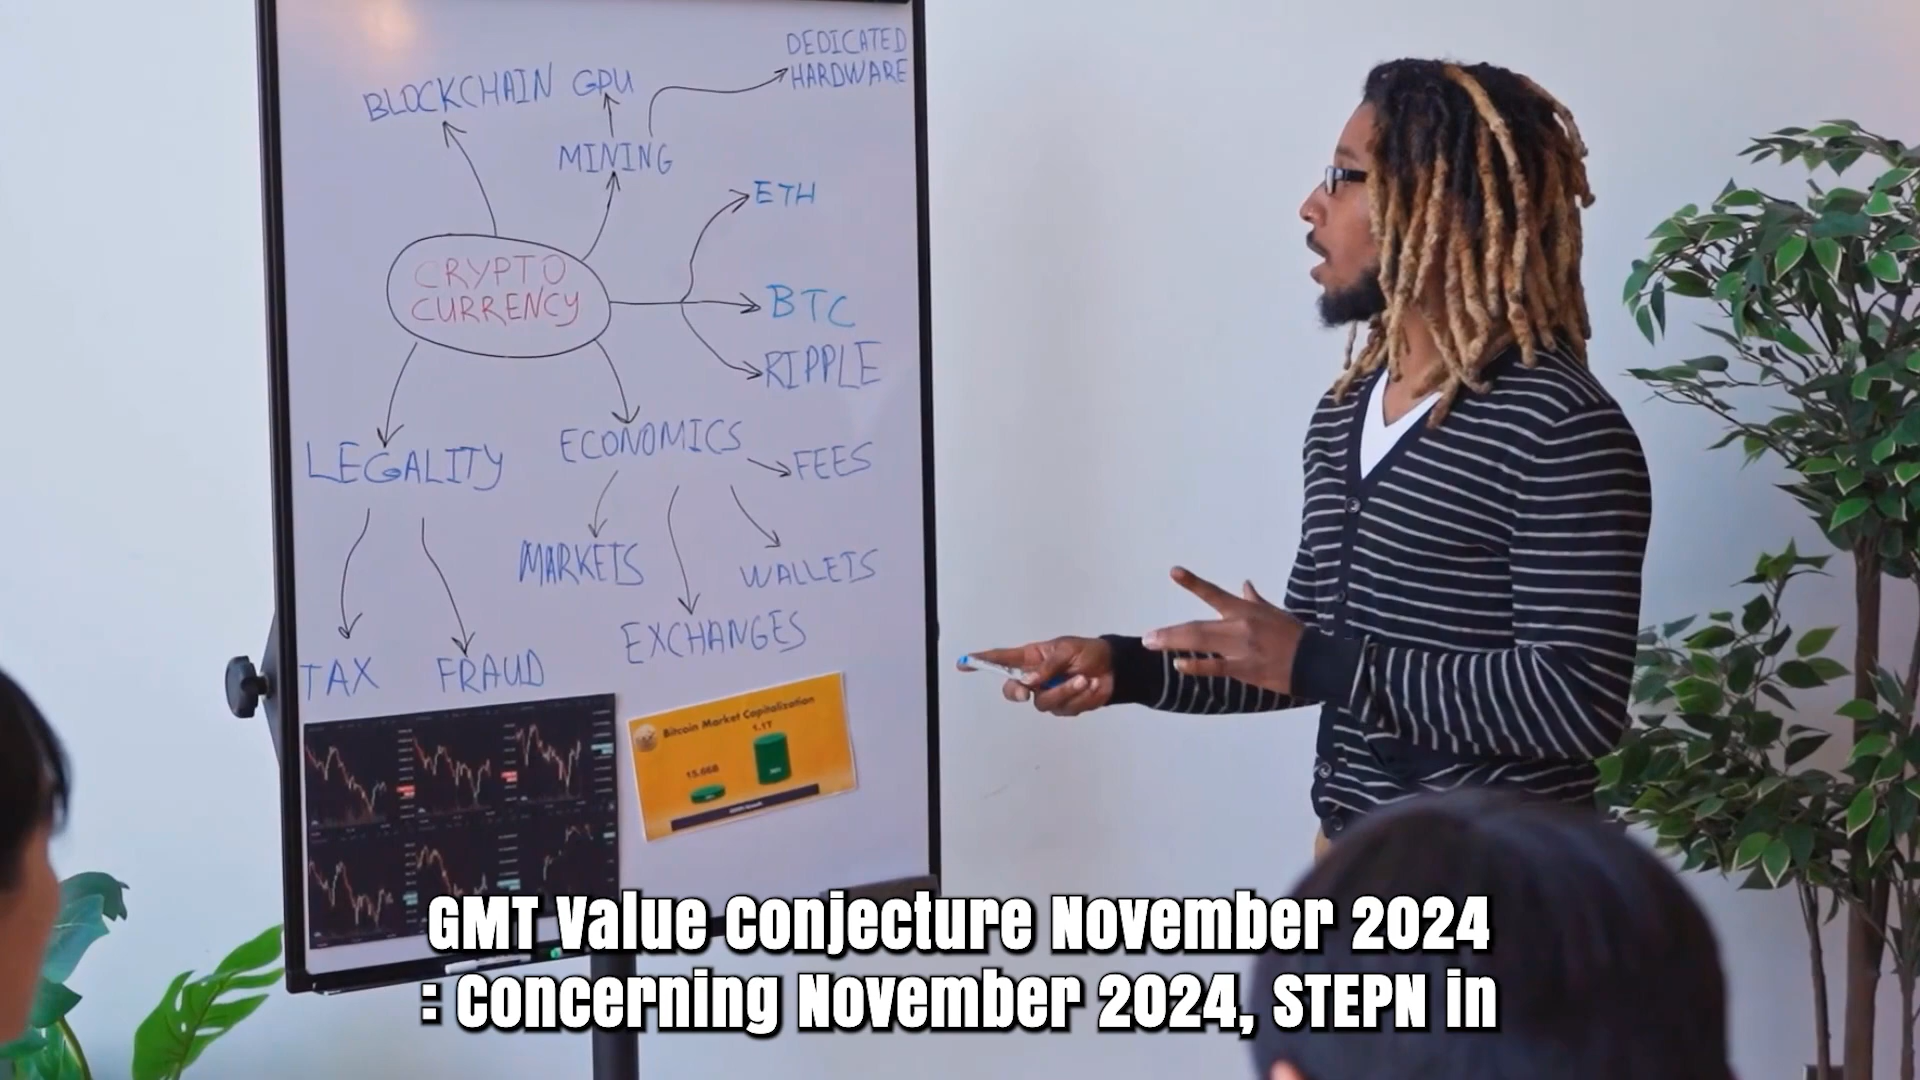 DEDICATED
HARDWARE
BLOCKCHAIN GPU
MINING
ETH
CRYPTO
CURRENCY
BTC
RIPPLE
LEGALITY
ECONOMICS
FEES
MARKETS
WALLETS
EXCHANGES
TAX
FRAUD
Bitcoin Market Capitalization
1.1T
15.66B
GMT Value Conjecture November 2024
: Concerning November 2024, STEPN in